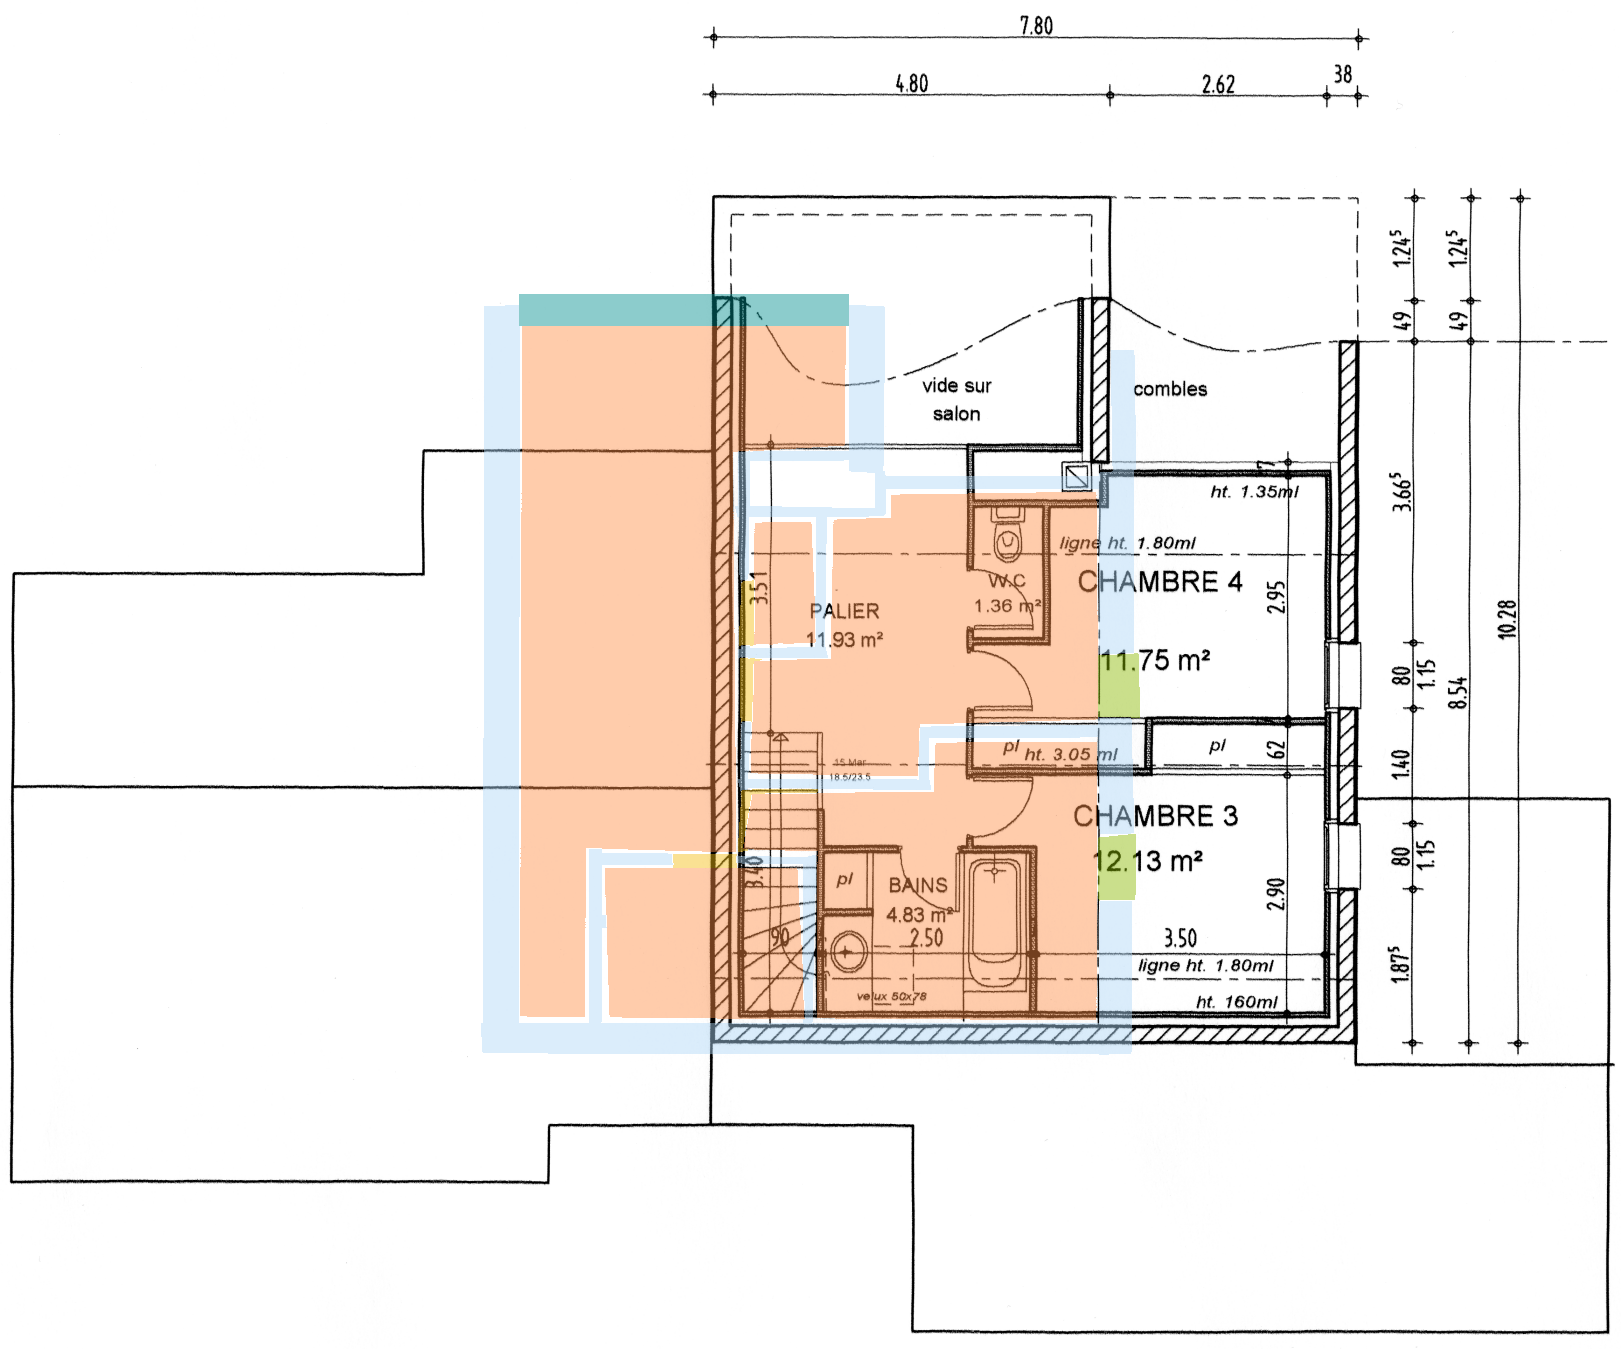 7.80
4.80
2.62
38
1.24⁵
1.24⁵
49
49
vide sur
salon
combles
7
ht. 1.35ml
3.66⁵
ligne ht. 1.80ml
W.C
1.36 m²
CHAMBRE 4
11.75 m²
2.95
3.51
PALIER
11.93 m²
10.28
80
1.15
8.54
pl
ht. 3.05 ml
pl
62
1.40
15 Mar
18.5/23.5
CHAMBRE 3
12.13 m²
80
1.15
3.40
pl
BAINS
4.83 m²
2.90
90
2.50
3.50
ligne ht. 1.80ml
1.87⁵
velux 50x78
ht. 160ml